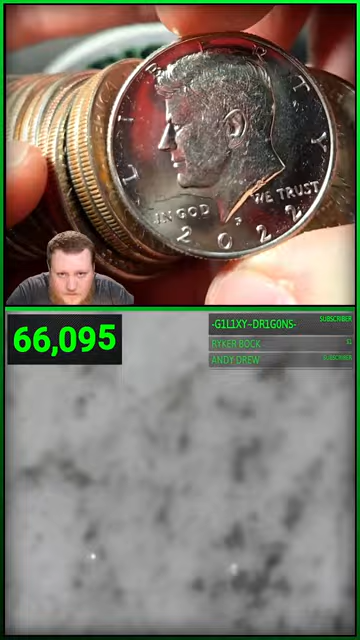 LIBERTY
IN GOD WE TRUST
P
2022
66,095
-G1L1XY-DR1G0NS- SUBSCRIBER
RYKER BOCK
ANDY DREW SUBSCRIBER